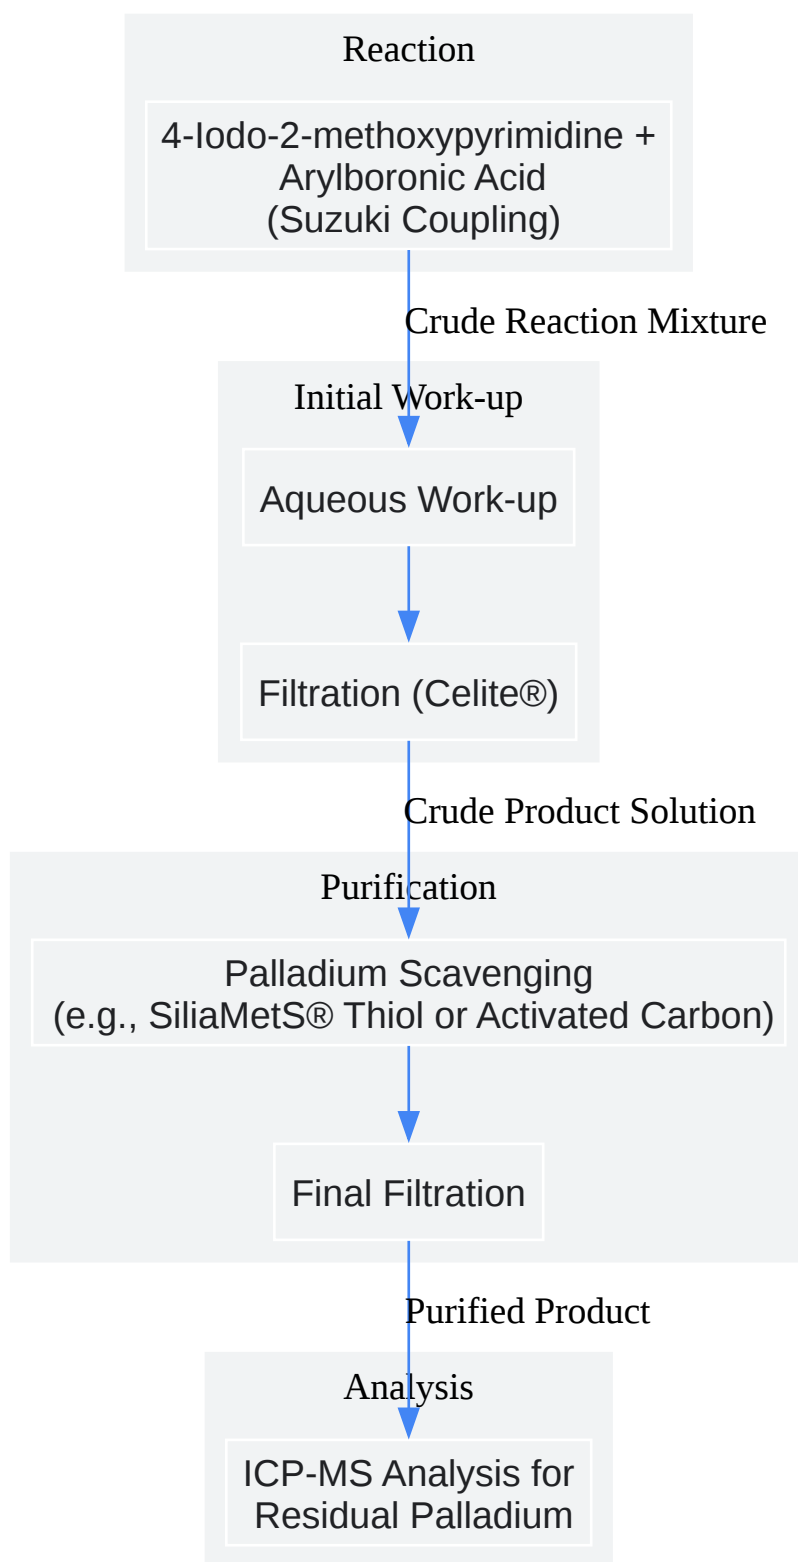 Reaction
4-Iodo-2-methoxypyrimidine +
Arylboronic Acid
(Suzuki Coupling)
Crude Reaction Mixture
Initial Work-up
Aqueous Work-up
Filtration (Celite®)
Crude Product Solution
Purification
Palladium Scavenging
(e.g., SiliaMetS® Thiol or Activated Carbon)
Final Filtration
Purified Product
Analysis
ICP-MS Analysis for
Residual Palladium